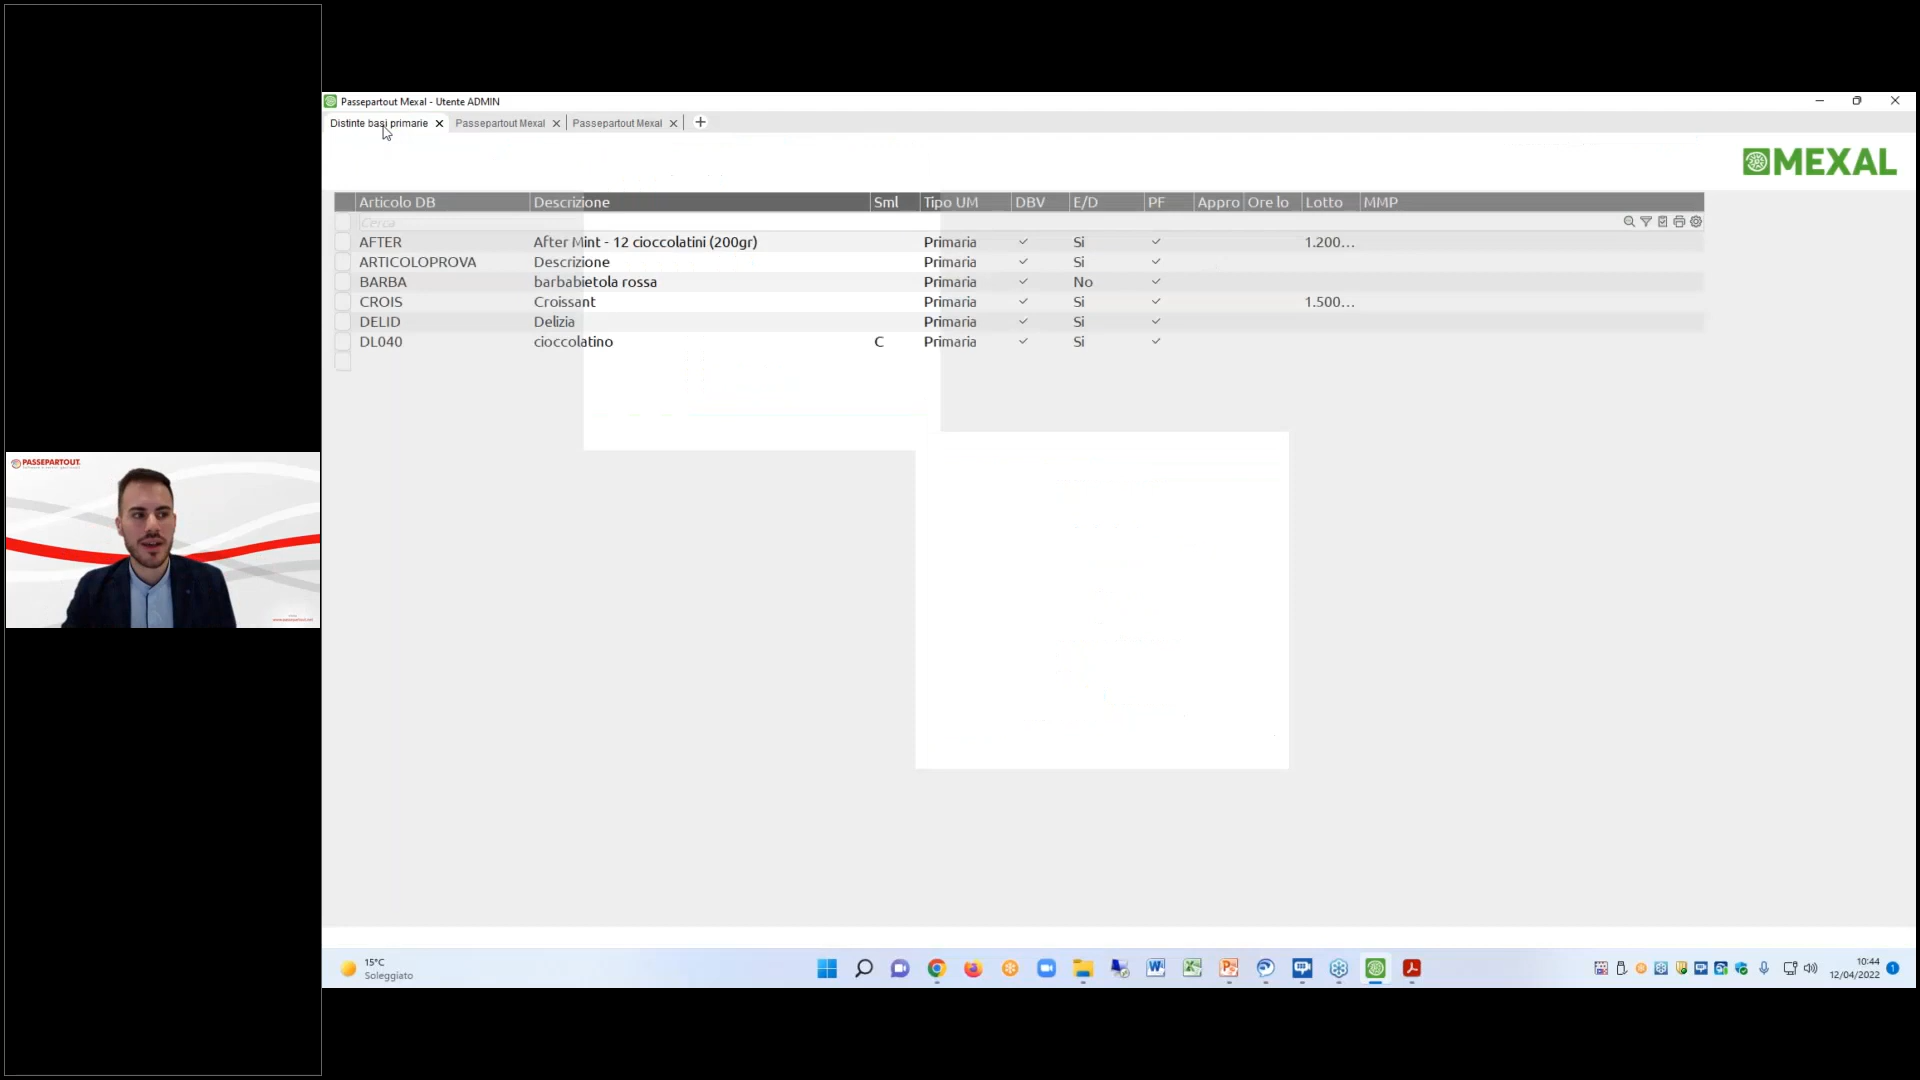 Passepartout Mexal - Utente ADMIN
Distinte basi primarie Passepartout Mexal Passepartout Mexal
MEXAL
Articolo DB Descrizione Sml Tipo UM DBV E/D PF Appro Ore lo Lotto MMP
Cerca
AFTER After Mint - 12 cioccolatini (200gr) Primaria Si 1.200...
ARTICOLOPROVA Descrizione Primaria Si
BARBA barbabietola rossa Primaria No
CROIS Croissant Primaria Si 1.500...
DELID Delizia Primaria Si
DL040 cioccolatino C Primaria Si
PASSEPARTOUT
15°C
Soleggiato
10:44
12/04/2022
1